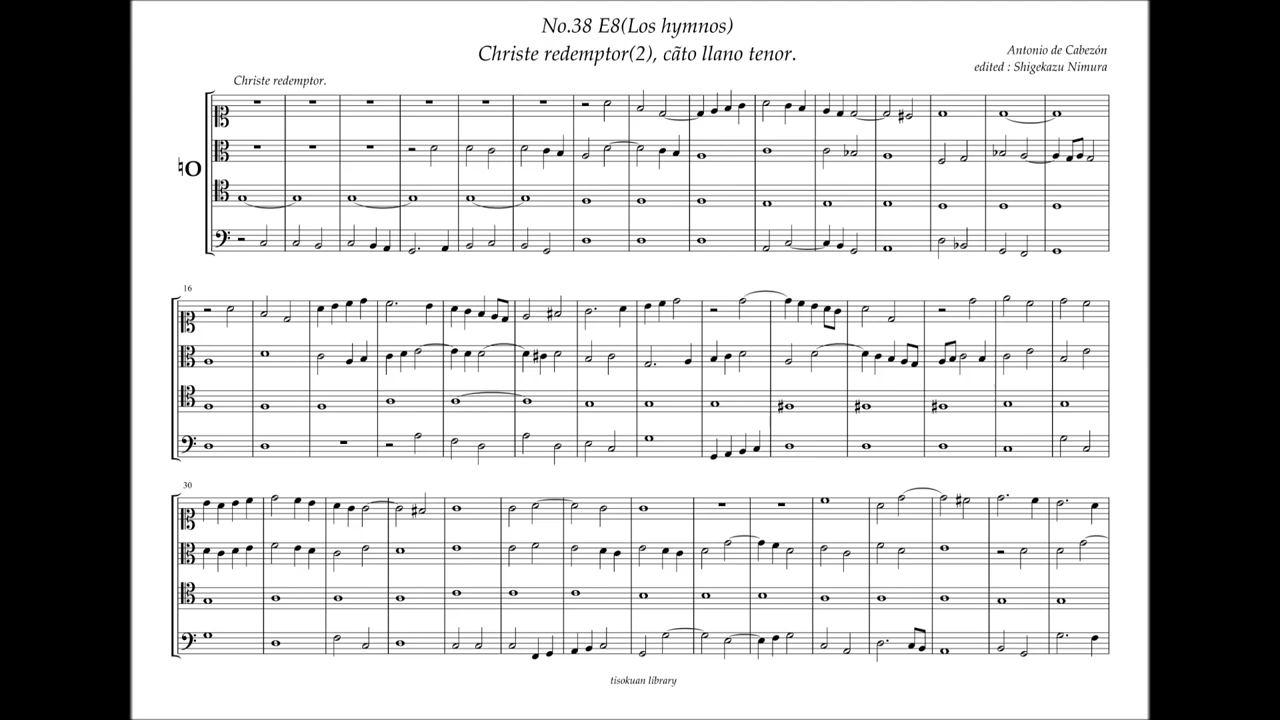 No.38 E8(Los hymnos)
Christe redemptor(2), cãto llano tenor.
Antonio de Cabezón
edited : Shigekazu Nimura
Christe redemptor.
16
30
tisokuan library